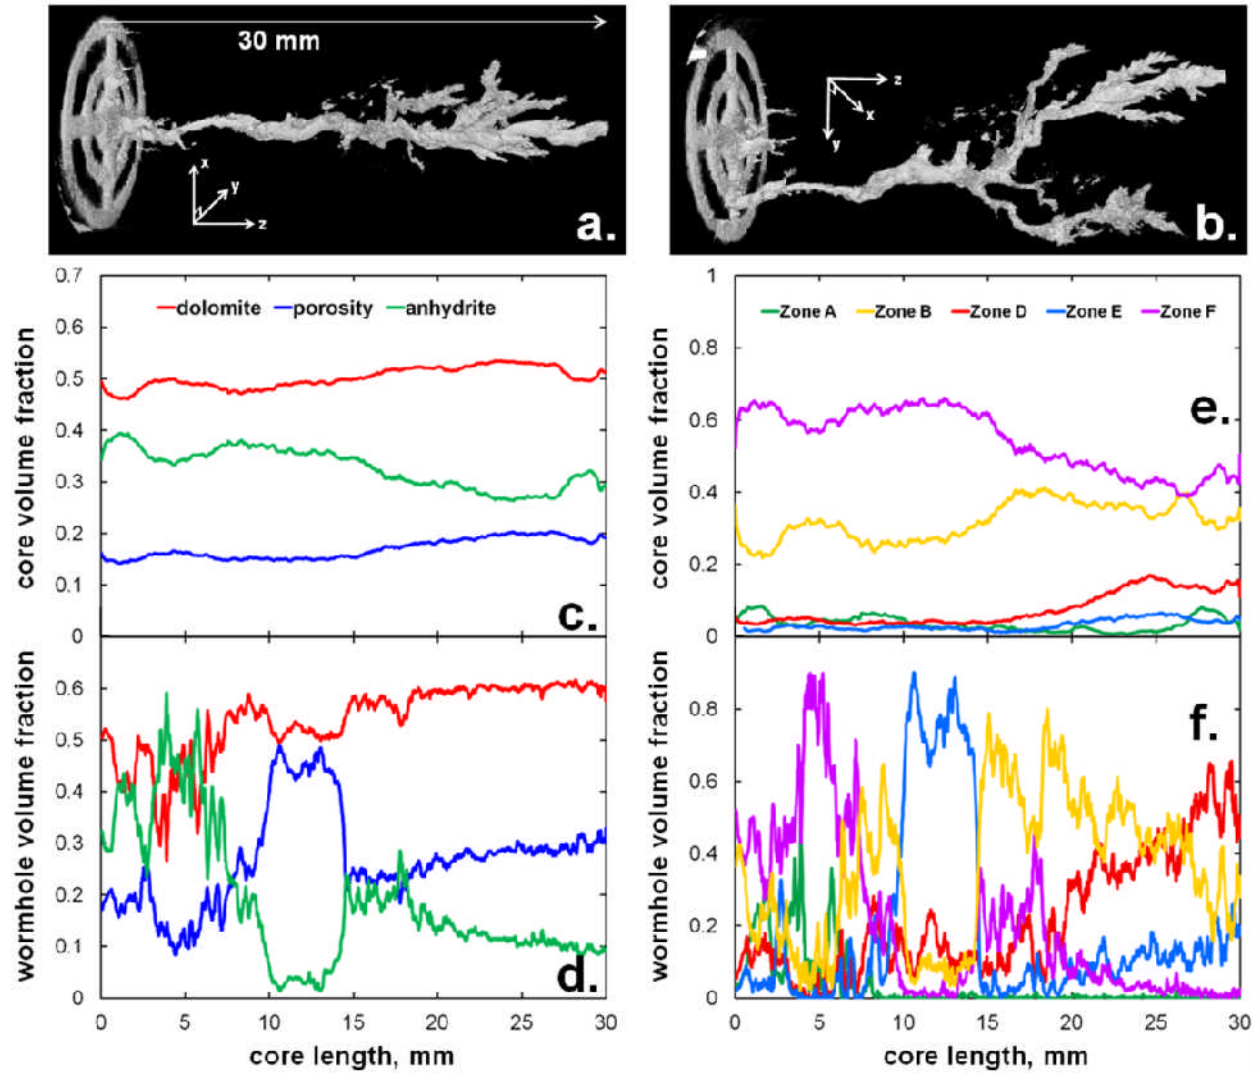 30 mm
x
y
z
a.
z
x
y
b.
0.7
0.6
0.5
0.4
0.3
0.2
0.1
0
core volume fraction
dolomite porosity anhydrite
c.
1
0.8
0.6
0.4
0.2
0
core volume fraction
Zone A Zone B Zone D Zone E Zone F
e.
0.6
0.5
0.4
0.3
0.2
0.1
0
wormhole volume fraction
d.
0 5 10 15 20 25 30
core length, mm
0.8
0.6
0.4
0.2
0
wormhole volume fraction
f.
0 5 10 15 20 25 30
core length, mm